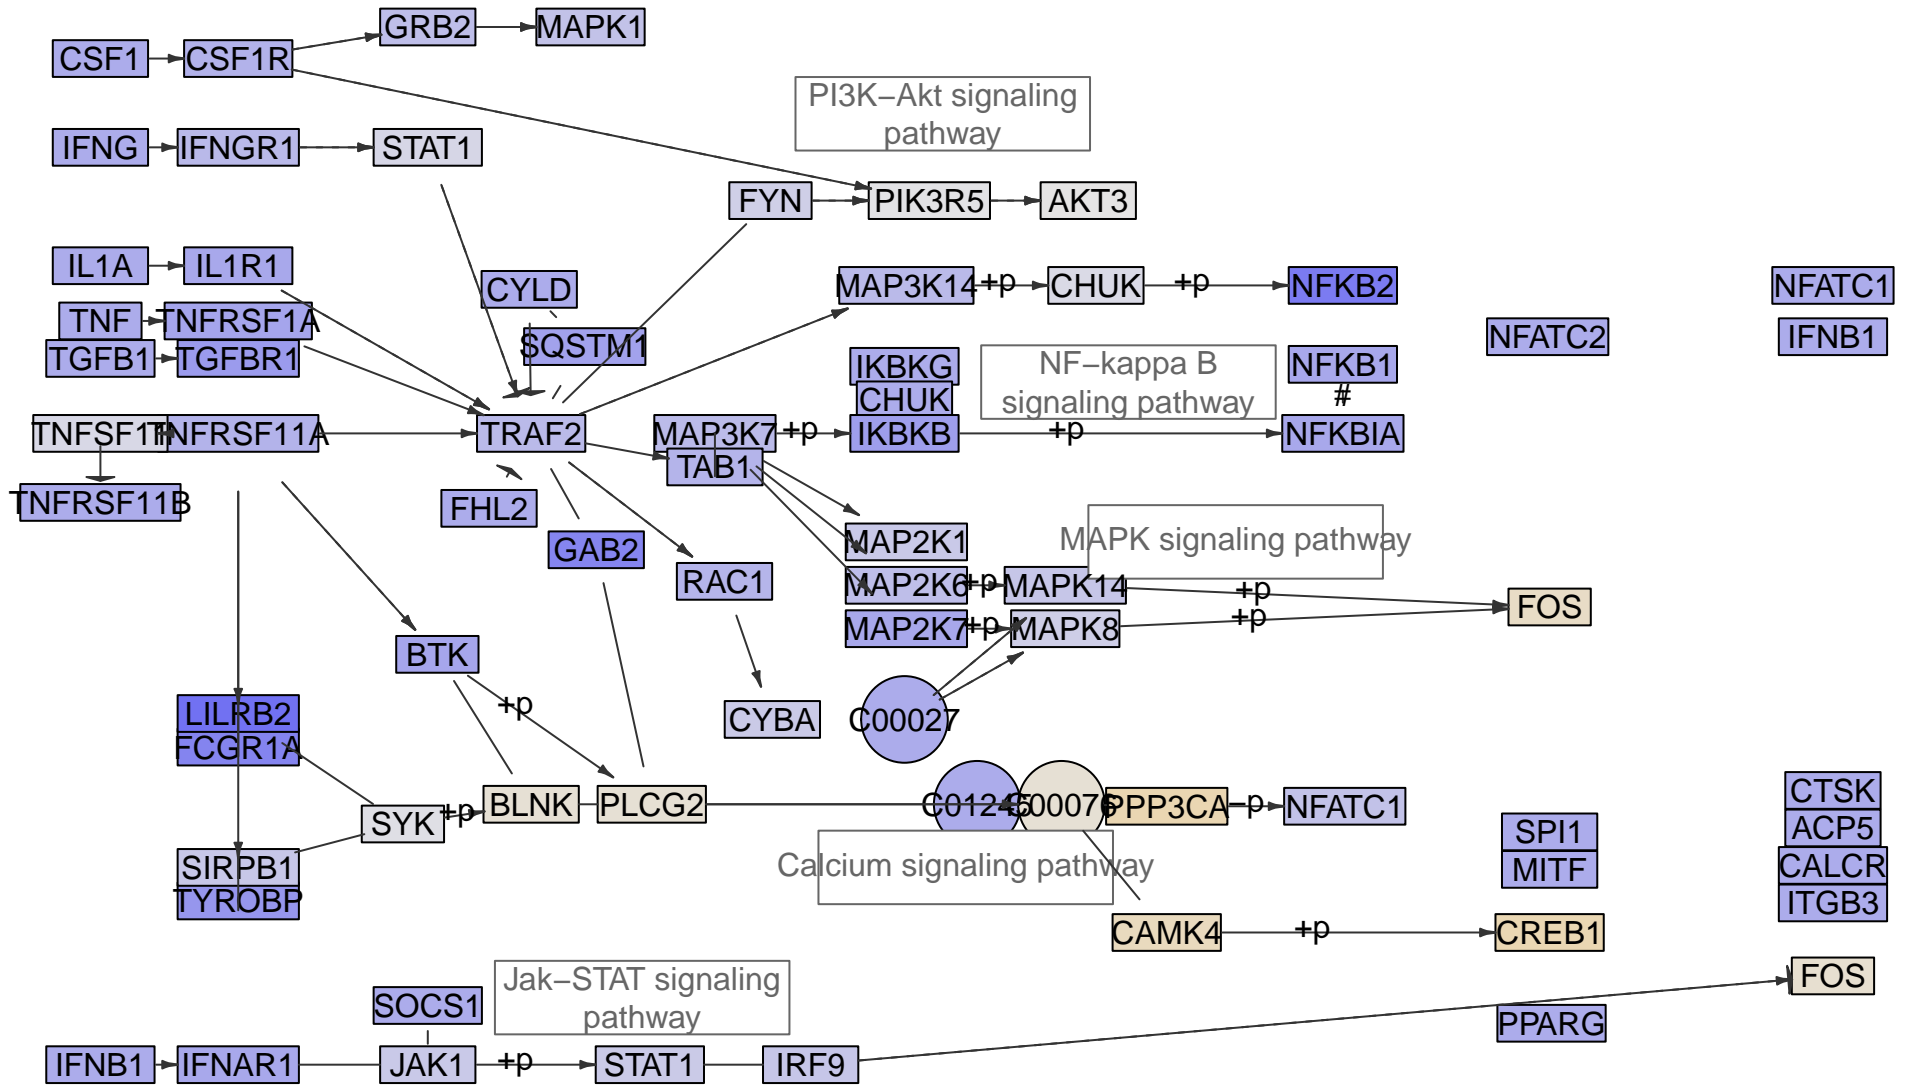 GRB2
MAPK1
CSF1
CSF1R
PI3K−Akt signaling
pathway
IFNG
IFNGR1
STAT1
FYN
PIK3R5
AKT3
IL1A
IL1R1
CYLD
MAP3K14
+p
CHUK
+p
NFKB2
NFATC1
TNF
TNFRSF1A
SQSTM1
NFATC2
IFNB1
TGFB1
TGFBR1
IKBKG
NF−kappa B
signaling pathway
NFKB1
#
CHUK
TNFRSF11A
TRAF2
MAP3K7
+p
IKBKB
+p
NFKBIA
TAB1
TNFRSF11B
FHL2
GAB2
MAP2K1
MAPK signaling pathway
RAC1
MAP2K6
+p
MAPK14
+p
FOS
MAP2K7
+p
MAPK8
+p
BTK
+p
LILRB2
FCGR1A
CYBA
C00027
SYK
+p
BLNK
PLCG2
C00076
PPP3CA
−p
NFATC1
CTSK
SPI1
ACP5
SIRPB1
TYROBP
Calcium signaling pathway
MITF
CALCR
ITGB3
CAMK4
+p
CREB1
Jak−STAT signaling
pathway
FOS
SOCS1
PPARG
IFNB1
IFNAR1
JAK1
+p
STAT1
IRF9